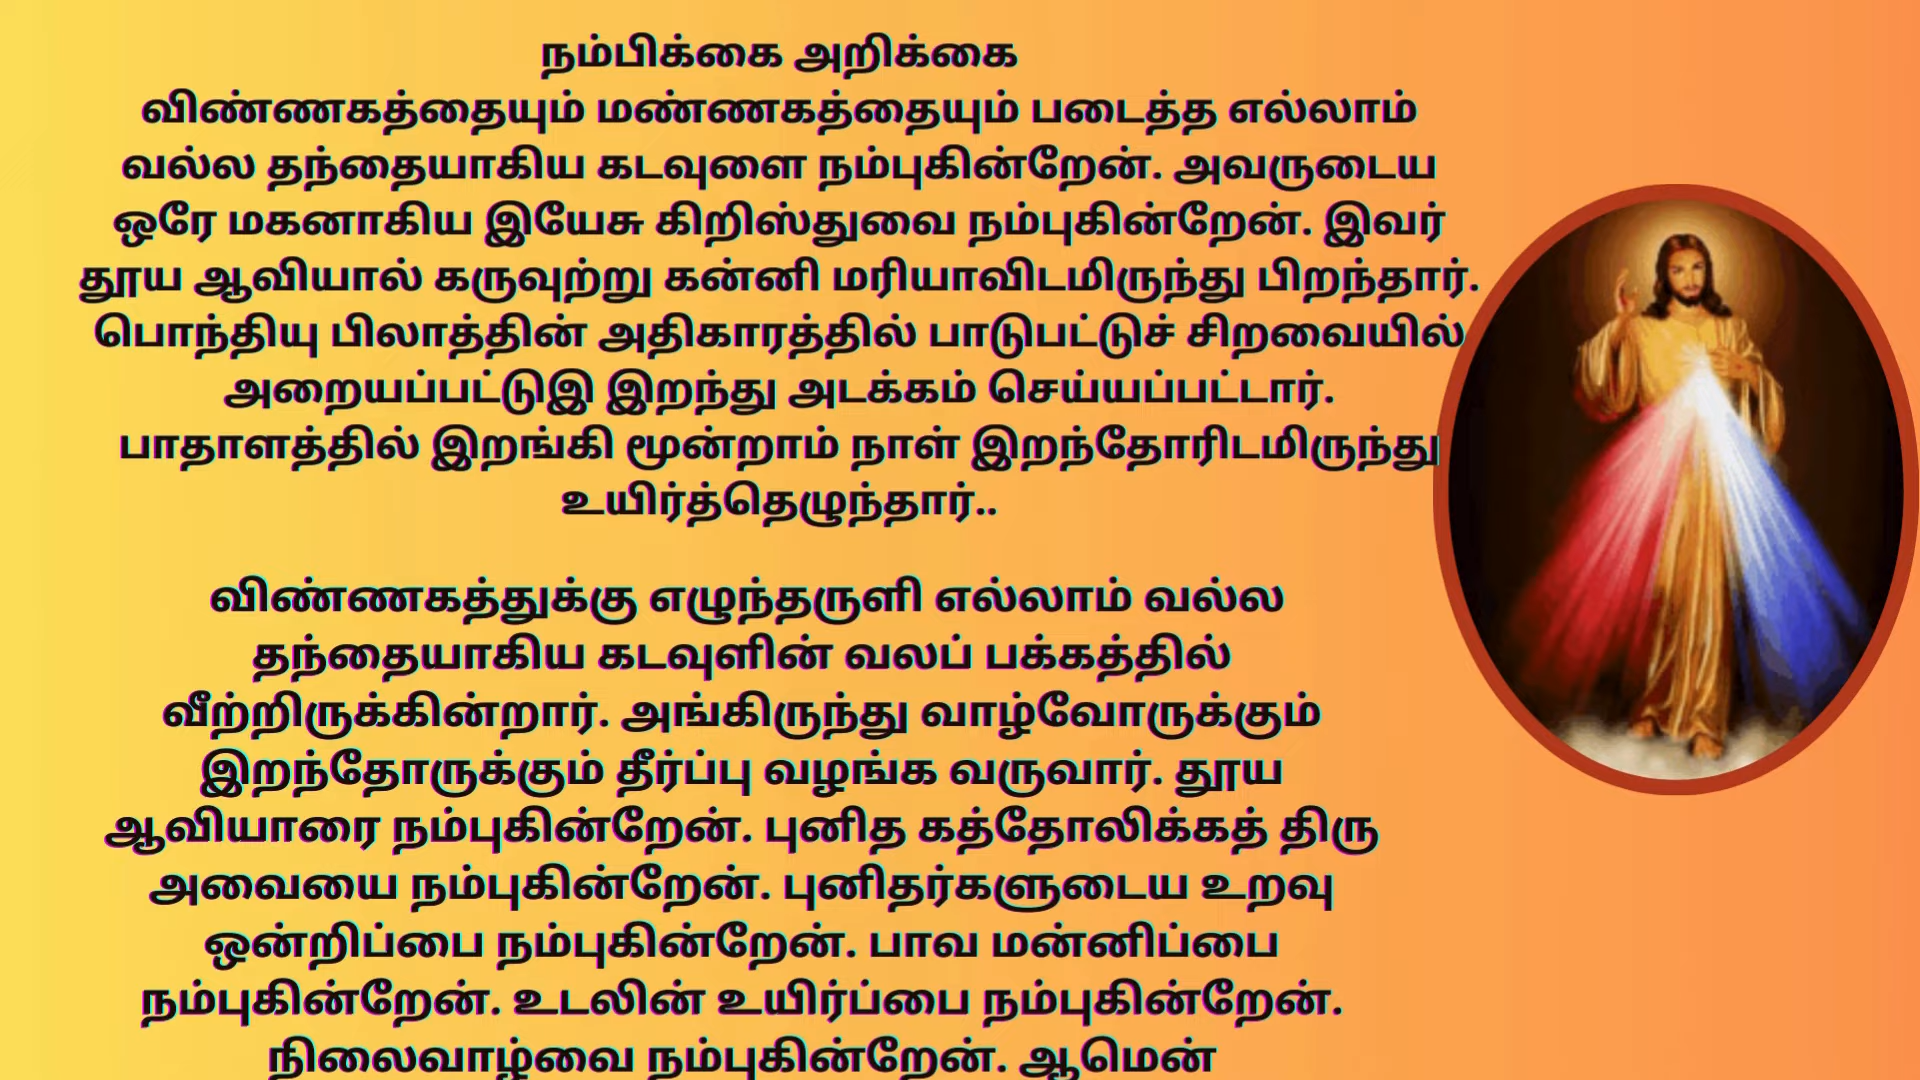 நம்பிக்கை அறிக்கை
விண்ணகத்தையும் மண்ணகத்தையும் படைத்த எல்லாம்
வல்ல தந்தையாகிய கடவுளை நம்புகின்றேன். அவருடைய
ஒரே மகனாகிய இயேசு கிறிஸ்துவை நம்புகின்றேன். இவர்
தூய ஆவியால் கருவுற்று கன்னி மரியாவிடமிருந்து பிறந்தார்.
பொந்தியு பிலாத்தின் அதிகாரத்தில் பாடுபட்டுச் சிறவையில்
அறையப்பட்டுஇ இறந்து அடக்கம் செய்யப்பட்டார்.
பாதாளத்தில் இறங்கி மூன்றாம் நாள் இறந்தோரிடமிருந்து
உயிர்த்தெழுந்தார்..
விண்ணகத்துக்கு எழுந்தருளி எல்லாம் வல்ல
தந்தையாகிய கடவுளின் வலப் பக்கத்தில்
வீற்றிருக்கின்றார். அங்கிருந்து வாழ்வோருக்கும்
இறந்தோருக்கும் தீர்ப்பு வழங்க வருவார். தூய
ஆவியாரை நம்புகின்றேன். புனித கத்தோலிக்கத் திரு
அவையை நம்புகின்றேன். புனிதர்களுடைய உறவு
ஒன்றிப்பை நம்புகின்றேன். பாவ மன்னிப்பை
நம்புகின்றேன். உடலின் உயிர்ப்பை நம்புகின்றேன்.
நிலைவாழ்வை நம்புகின்றேன். ஆமென்